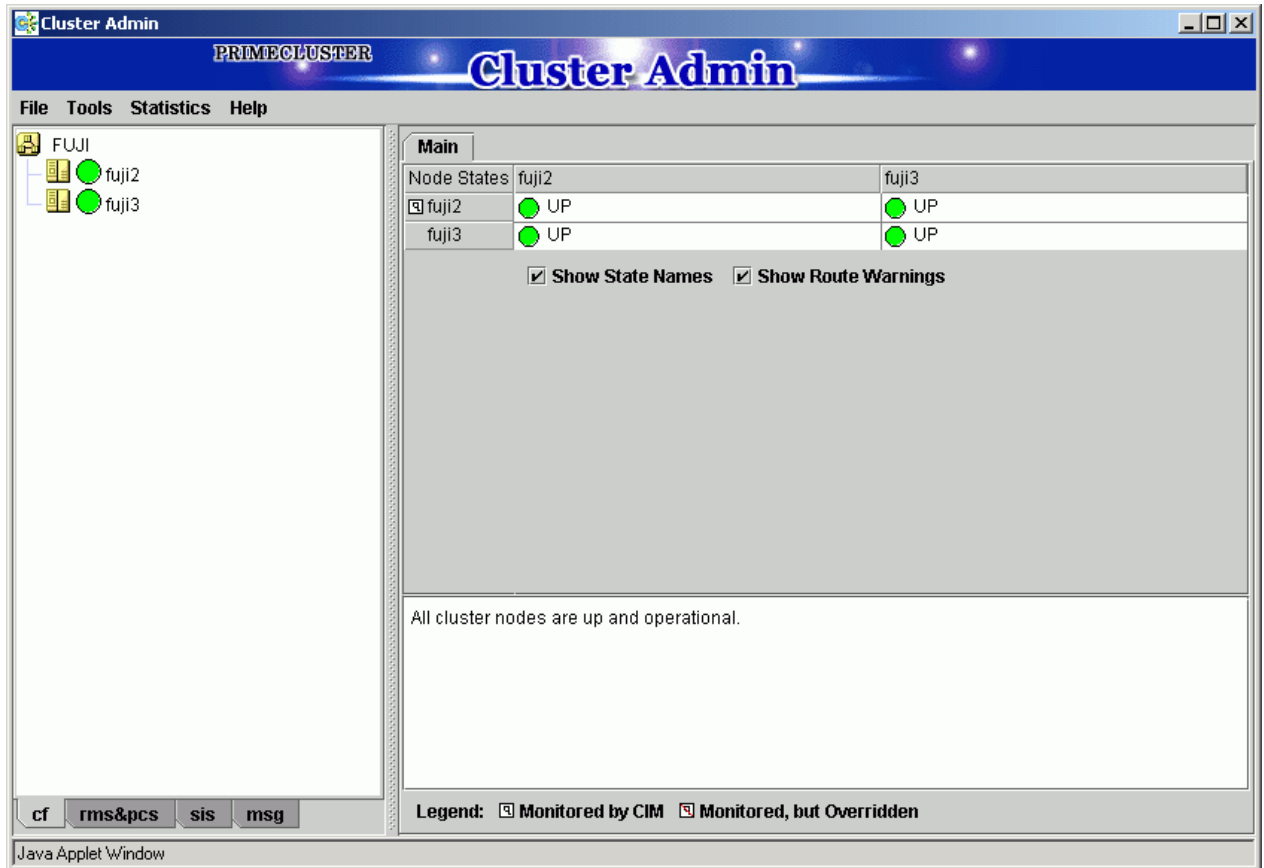 Cluster Admin
PRIMECLUSTER
Cluster Admin
File Tools Statistics Help
FUJI
fuji2
fuji3
Main
Node States fuji2 fuji3
fuji2 UP UP
fuji3 UP UP
Show State Names Show Route Warnings
All cluster nodes are up and operational.
cf rms&pcs sis msg
Legend: Monitored by CIM Monitored, but Overridden
Java Applet Window